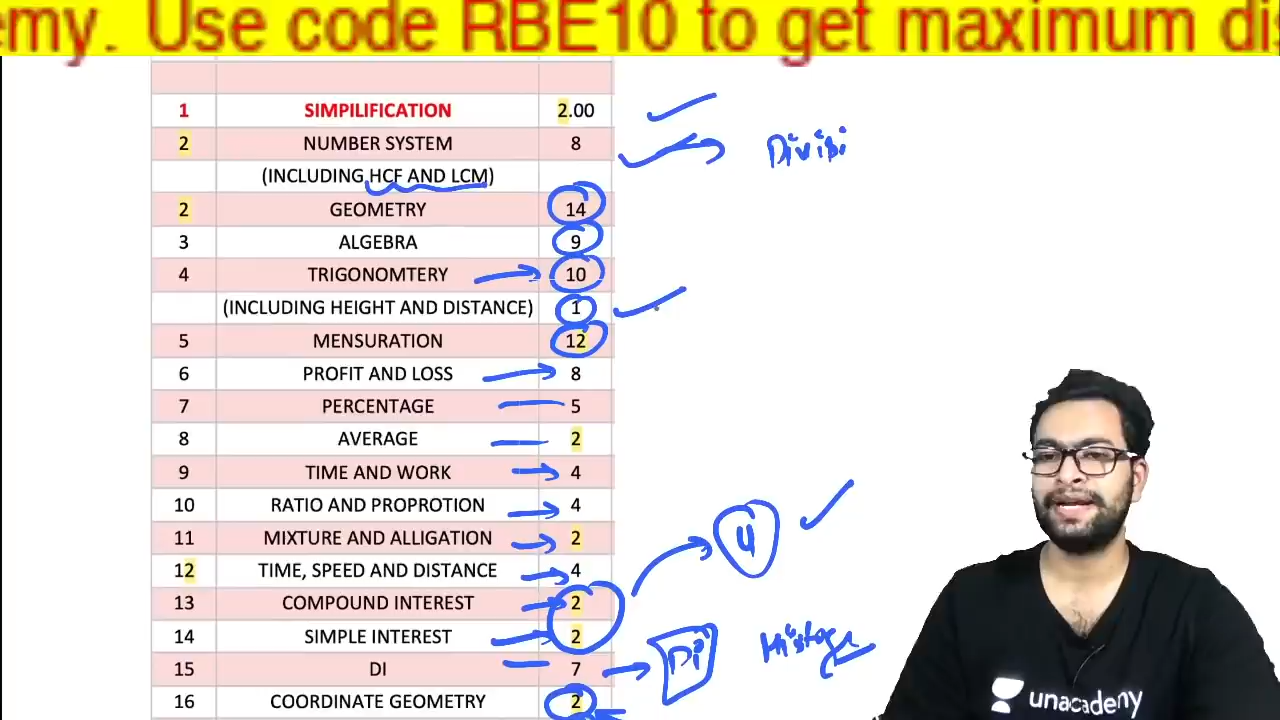 emy. Use code RBE10 to get maximum dis
1 SIMPILIFICATION 2.00
2 NUMBER SYSTEM 8
Divisi
(INCLUDING HCF AND LCM)
2 GEOMETRY 14
3 ALGEBRA 9
4 TRIGONOMTERY 10
(INCLUDING HEIGHT AND DISTANCE) 1
5 MENSURATION 12
6 PROFIT AND LOSS 8
7 PERCENTAGE 5
8 AVERAGE 2
9 TIME AND WORK 4
10 RATIO AND PROPROTION 4
11 MIXTURE AND ALLIGATION 2
4
12 TIME, SPEED AND DISTANCE 4
13 COMPOUND INTEREST 2
14 SIMPLE INTEREST 2
15 DI 7
Di
16 COORDINATE GEOMETRY 2
unacademy